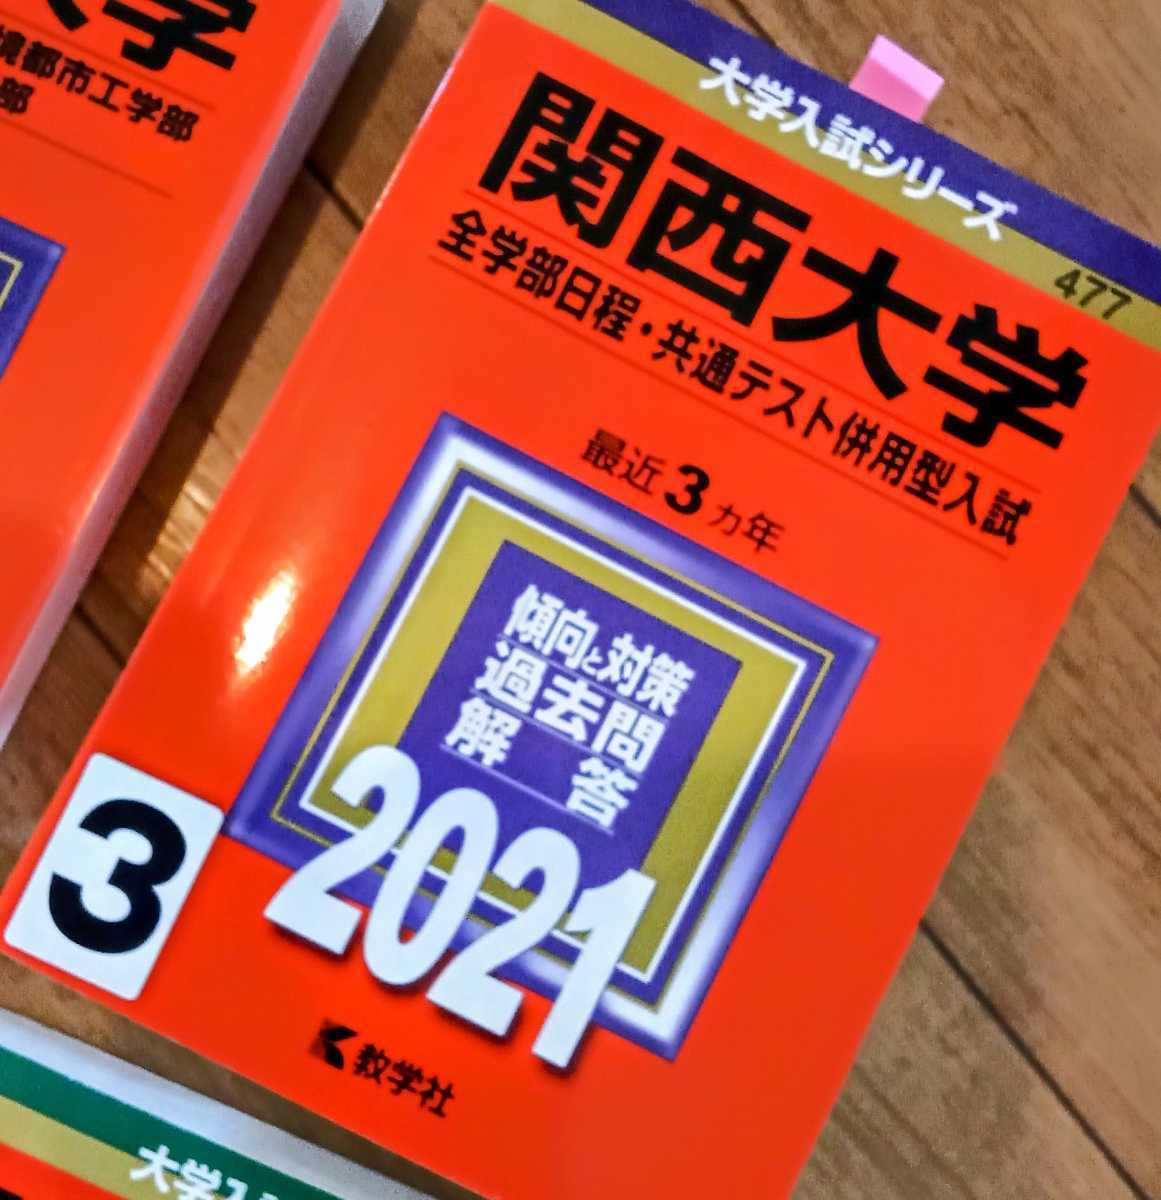 大学入試シリーズ
477
関西大学
全学部日程・共通テスト併用型入試
最近3カ年
傾向と対策
過去問
解答
2021
3
教学社
学
境都市工学部
部
大学入